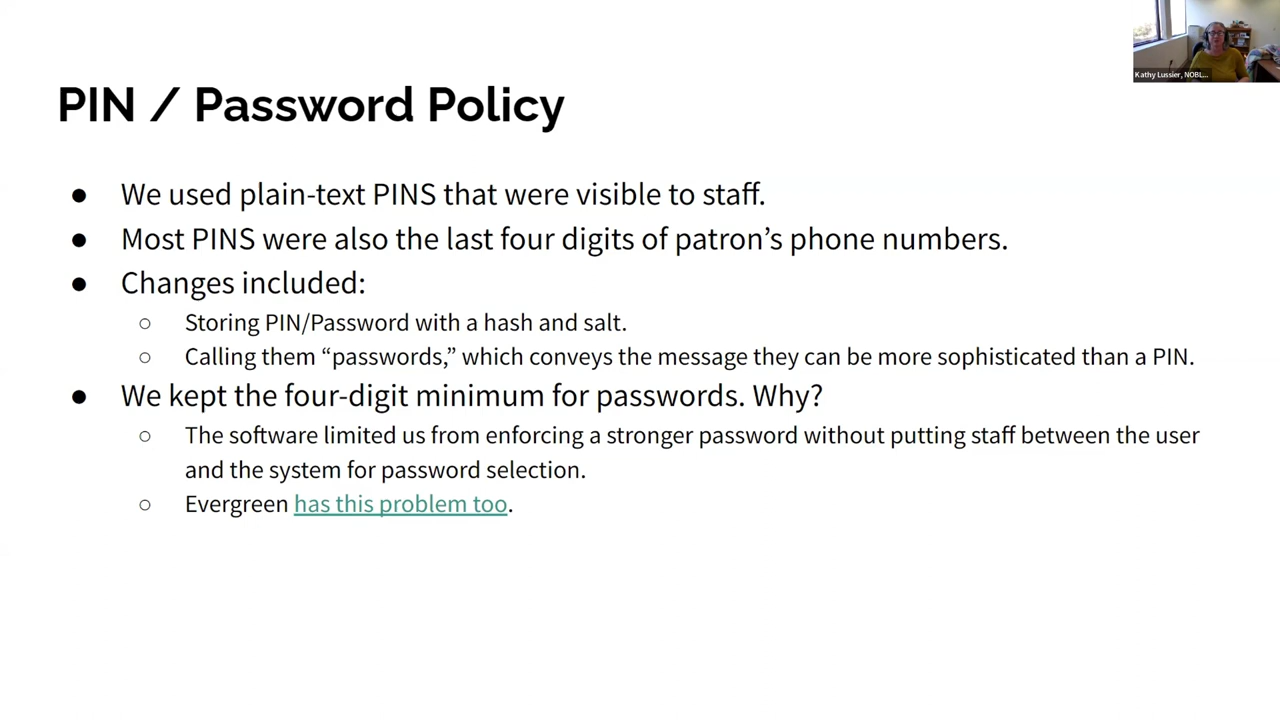 Kathy Lussier, NOBL...
PIN / Password Policy
● We used plain-text PINS that were visible to staff.
● Most PINS were also the last four digits of patron’s phone numbers.
● Changes included:
○ Storing PIN/Password with a hash and salt.
○ Calling them “passwords,” which conveys the message they can be more sophisticated than a PIN.
● We kept the four-digit minimum for passwords. Why?
○ The software limited us from enforcing a stronger password without putting staff between the user
and the system for password selection.
○ Evergreen has this problem too.